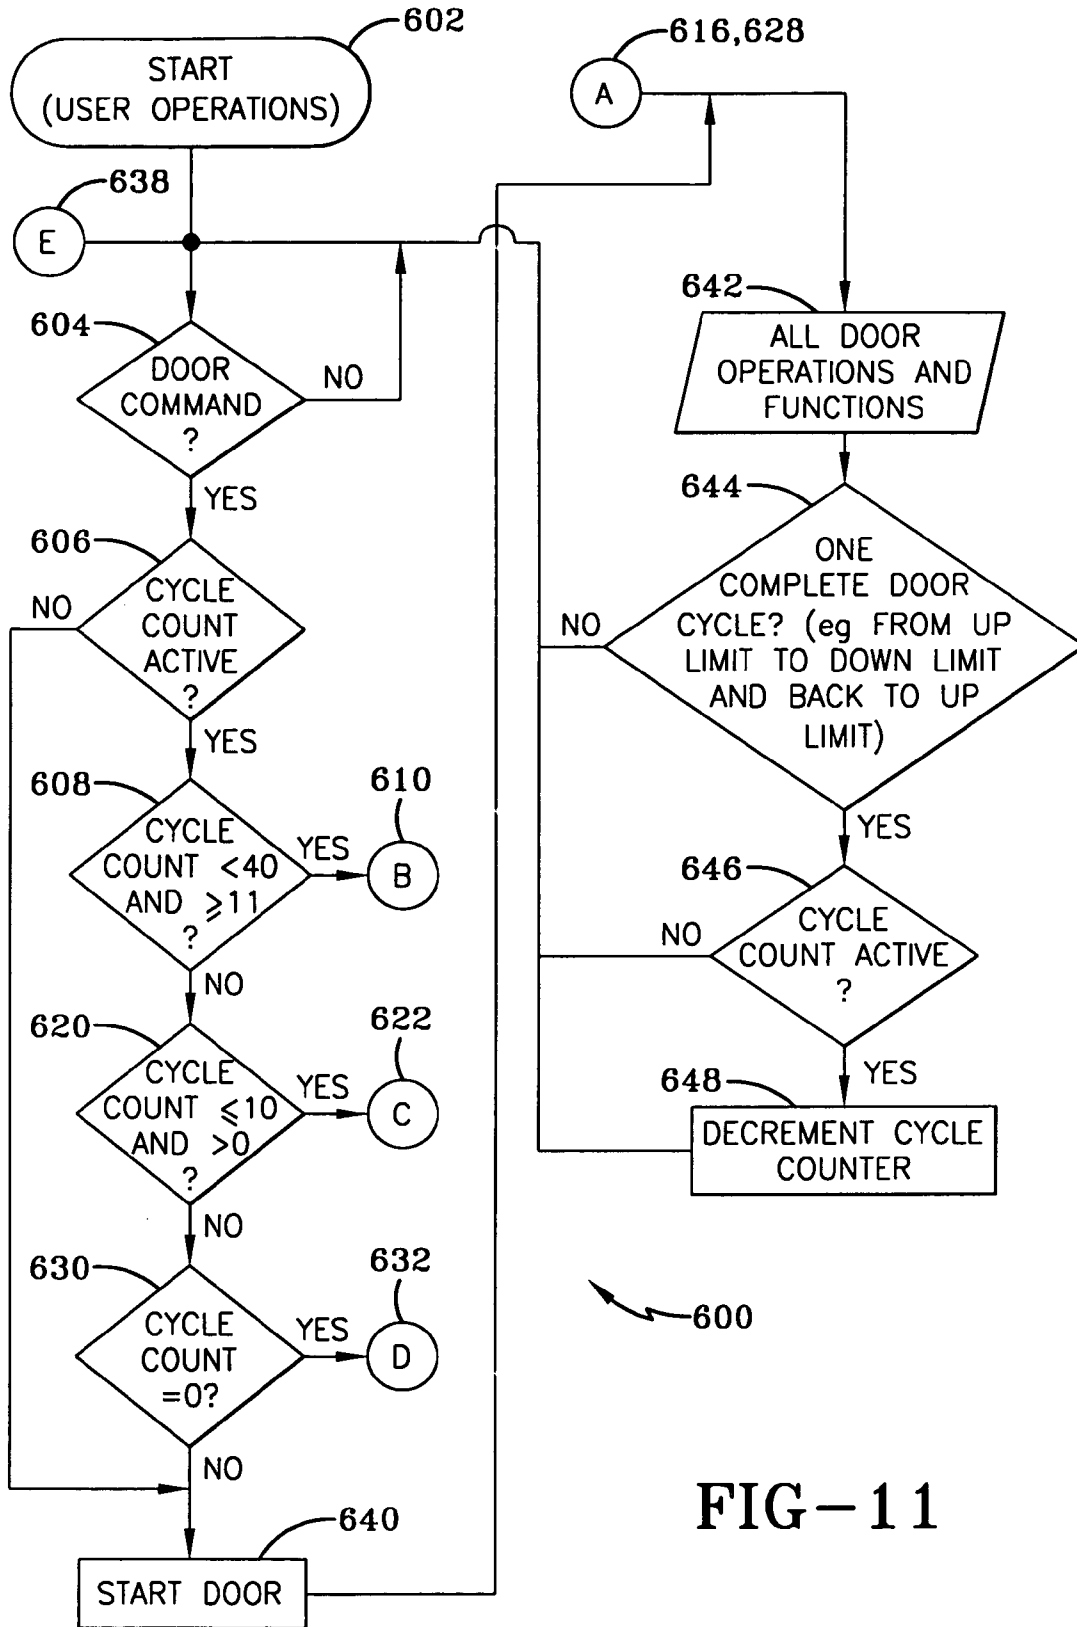 602
START
(USER OPERATIONS)
638
E
604
DOOR
COMMAND
?
NO
YES
606
CYCLE
COUNT
ACTIVE
?
NO
YES
608
CYCLE
COUNT <40
AND ⩾11
?
YES
610
B
NO
620
CYCLE
COUNT ⩽10
AND >0
?
YES
622
C
NO
630
CYCLE
COUNT
=0?
YES
632
D
NO
640
START DOOR
616,628
A
642
ALL DOOR
OPERATIONS AND
FUNCTIONS
644
ONE
COMPLETE DOOR
CYCLE? (eg FROM UP
LIMIT TO DOWN LIMIT
AND BACK TO UP
LIMIT)
NO
YES
646
CYCLE
COUNT ACTIVE
?
NO
YES
648
DECREMENT CYCLE
COUNTER
600
FIG-11